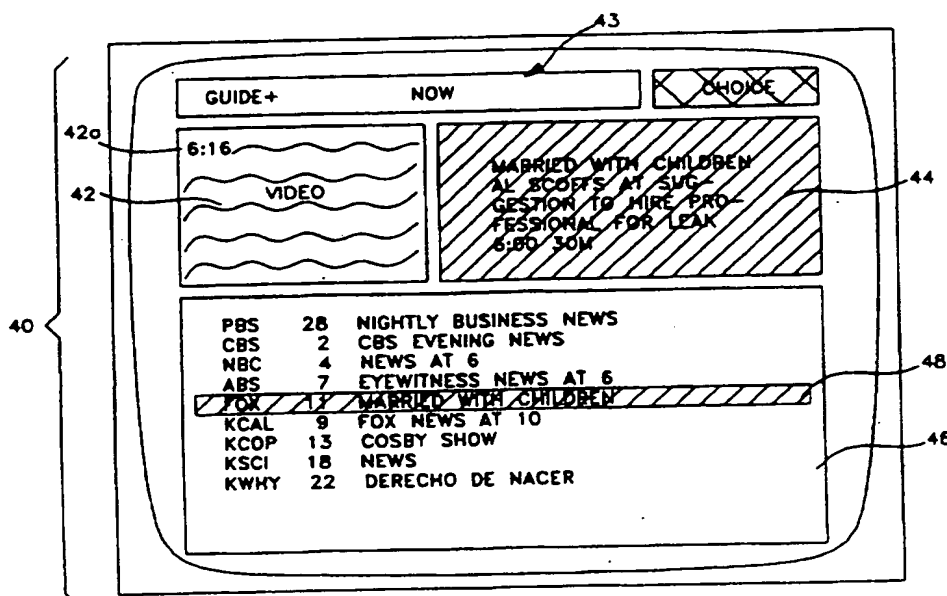 43
GUIDE+ NOW CHOICE
42a
6:16
42
VIDEO
MARRIED WITH CHILDREN
AL SCOFFS AT SUG-
GESTION TO HIRE PRO-
FESSIONAL FOR LEAK
6:00 30M
44
40
PBS 28 NIGHTLY BUSINESS NEWS
CBS 2 CBS EVENING NEWS
NBC 4 NEWS AT 6
ABS 7 EYEWITNESS NEWS AT 6
FOX 11 MARRIED WITH CHILDREN
48
KCAL 9 FOX NEWS AT 10
KCOP 13 COSBY SHOW
46
KSCI 18 NEWS
KWHY 22 DERECHO DE NACER